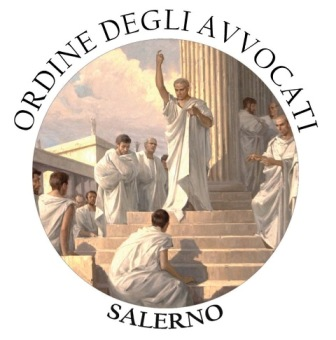 ORDINE DEGLI AVVOCATI
SALERNO